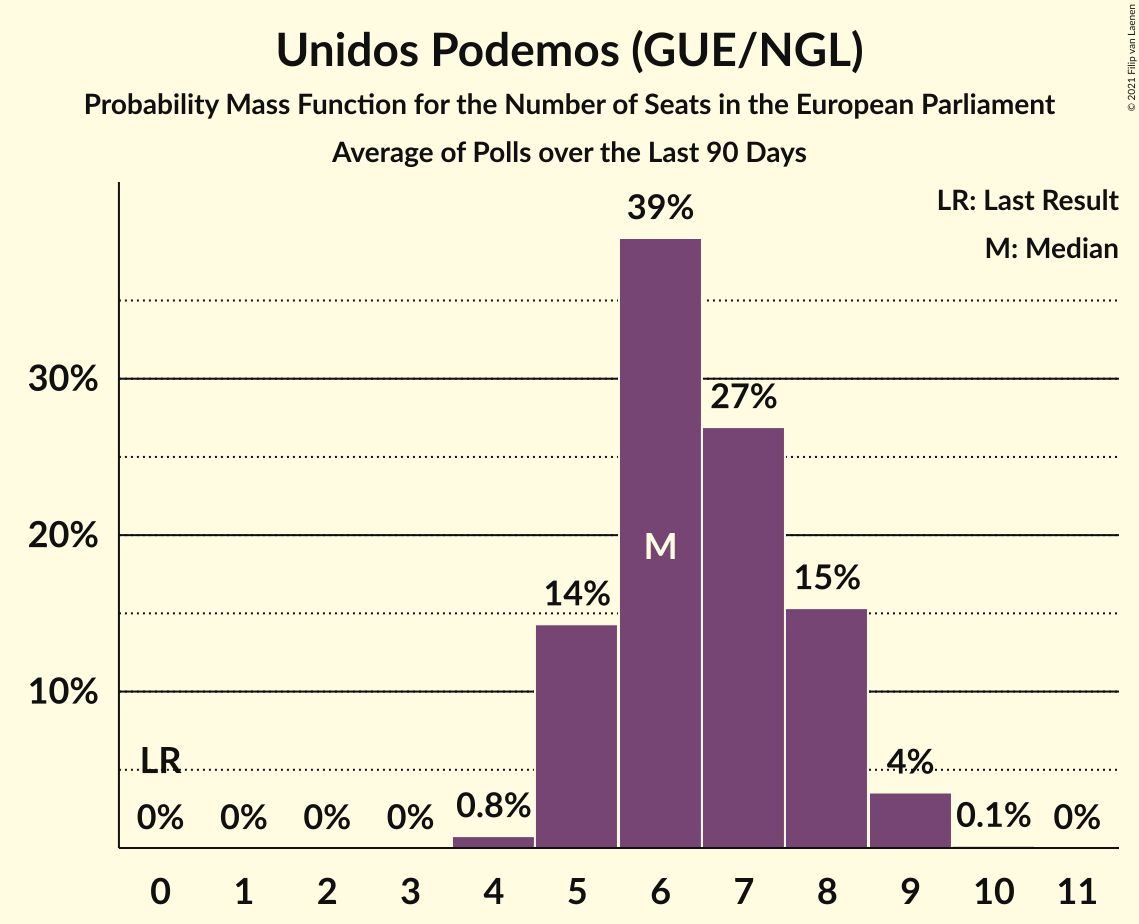 Unidos Podemos (GUE/NGL)
Probability Mass Function for the Number of Seats in the European Parliament
Average of Polls over the Last 90 Days
© 2021 Filip van Laenen
LR: Last Result
M: Median
39%
30%
27%
20%
M
15%
14%
10%
LR
4%
0% 0% 0% 0% 0.8% 0.1% 0%
0 1 2 3 4 5 6 7 8 9 10 11